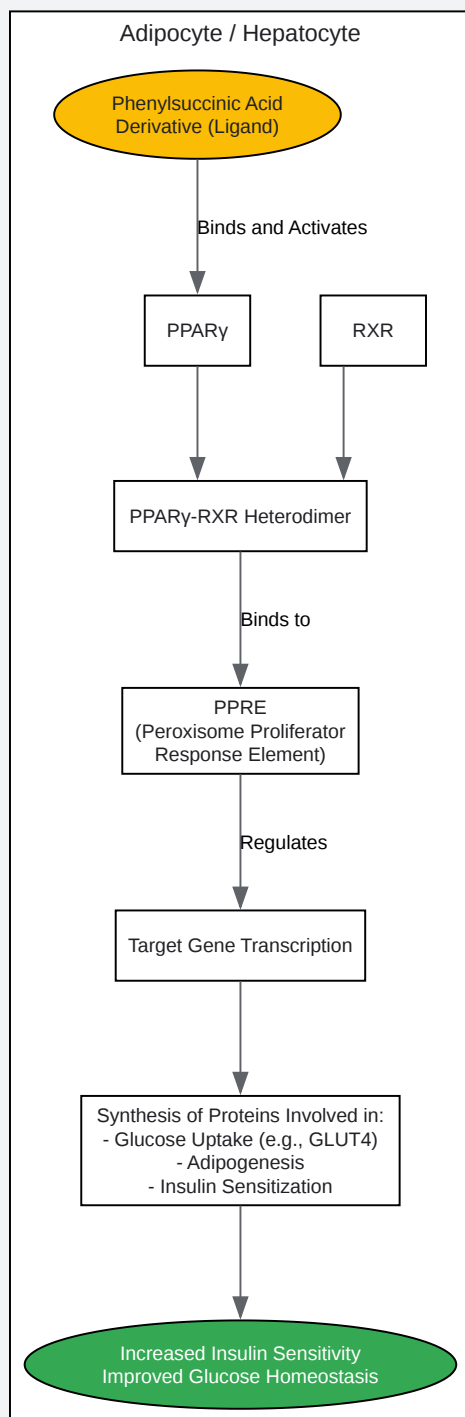 Adipocyte / Hepatocyte
Phenylsuccinic Acid
Derivative (Ligand)
Binds and Activates
PPARγ
RXR
PPARγ-RXR Heterodimer
Binds to
PPRE
(Peroxisome Proliferator
Response Element)
Regulates
Target Gene Transcription
Synthesis of Proteins Involved in:
- Glucose Uptake (e.g., GLUT4)
- Adipogenesis
- Insulin Sensitization
Increased Insulin Sensitivity
Improved Glucose Homeostasis